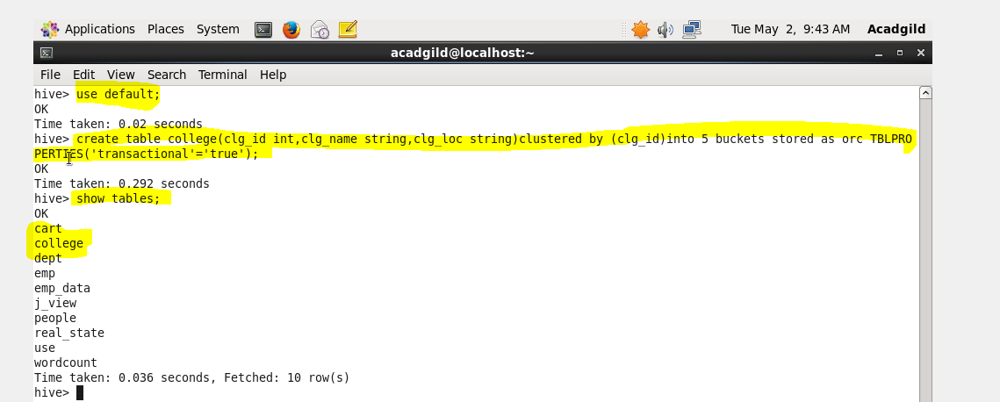 Applications Places System Tue May 2, 9:43 AM Acadgild
acadgild@localhost:~
File Edit View Search Terminal Help
hive> use default;
OK
Time taken: 0.02 seconds
hive> create table college(clg_id int,clg_name string,clg_loc string)clustered by (clg_id)into 5 buckets stored as orc TBLPRO
PERTIES('transactional'='true');
OK
Time taken: 0.292 seconds
hive> show tables;
OK
cart
college
dept
emp
emp_data
j_view
people
real_state
use
wordcount
Time taken: 0.036 seconds, Fetched: 10 row(s)
hive>